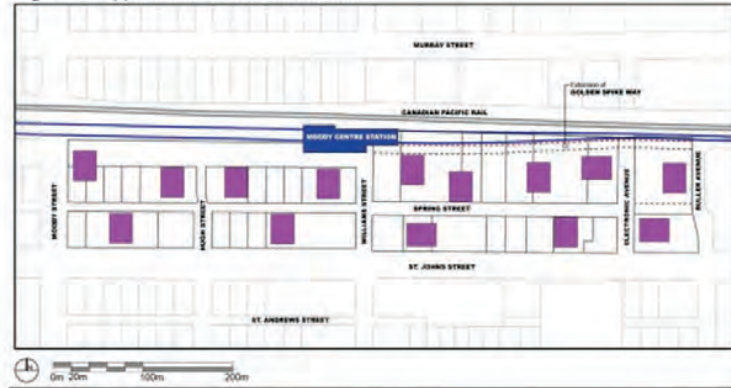 MURRAY STREET
Extension of
GOLDEN SPIKE WAY
CANADIAN PACIFIC RAIL
MOODY CENTRE STATION
MOODY STREET
HUGH STREET
WILLIAMS STREET
SPRING STREET
ELECTRONIC AVENUE
BULLER AVENUE
ST. JOHNS STREET
ST. ANDREWS STREET
0m 20m 100m 200m